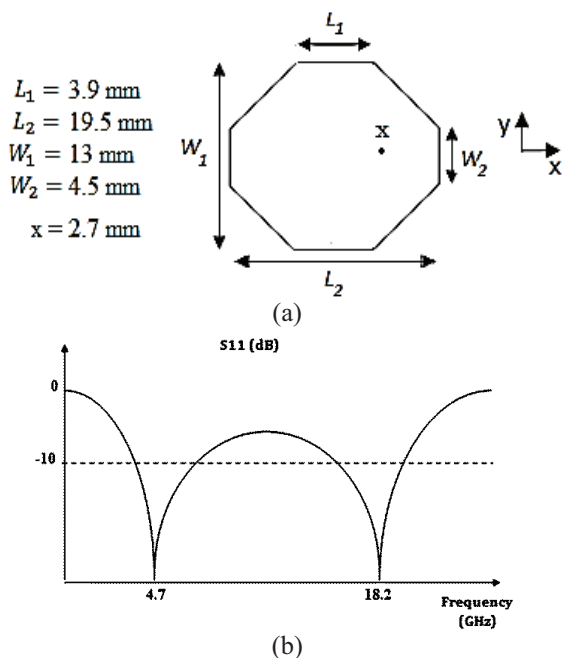 L₁ = 3.9 mm
L₂ = 19.5 mm
W₁ = 13 mm
W₂ = 4.5 mm
x = 2.7 mm
L₁
W₁
x
W₂
y
x
L₂
(a)
S11 (dB)
0
-10
4.7
18.2
Frequency
(GHz)
(b)